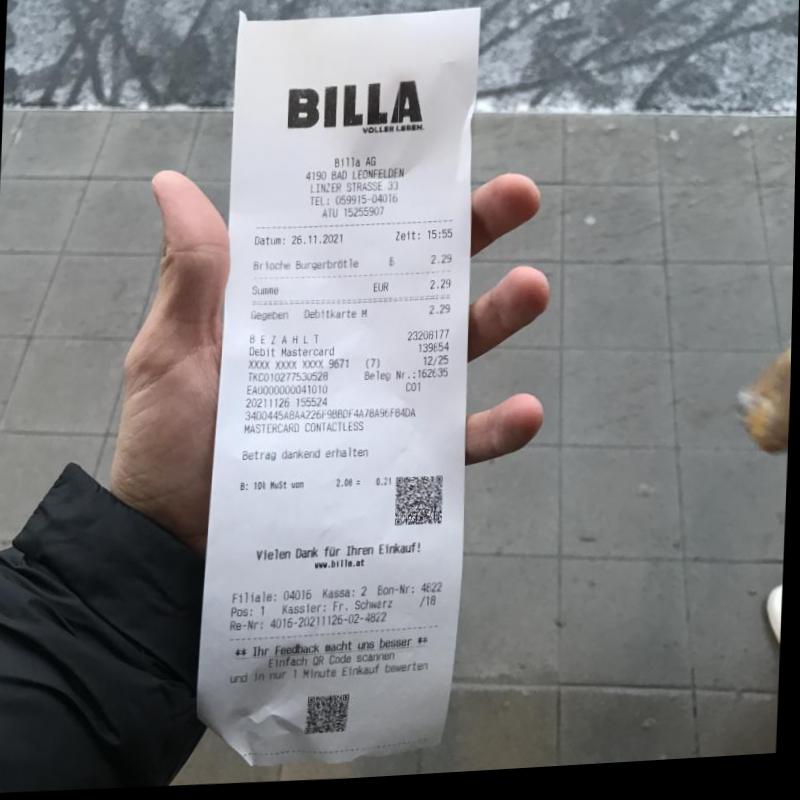 BILLA
VOLLER LEBEN.
Billa AG
4190 BAD LEONFELDEN
LINZER STRASSE 33
TEL: 059915-04016
ATU 15255907
Datum: 26.11.2021 Zeit: 15:55
Brioche Burgerbrötle B 2.29
Summe EUR 2.29
Gegeben Debitkarte M 2.29
B E Z A H L T 23208177
Debit Mastercard 139854
XXXX XXXX XXXX 9671 (7) 12/25
TKC010277530528 Beleg Nr.:162635
EA0000000041010 C01
20211126 155524
34D0445A8AA226F98BDF4A78A96F84DA
MASTERCARD CONTACTLESS
Betrag dankend erhalten
B: 10% MwSt von 2.08 = 0.21
Vielen Dank für Ihren Einkauf!
www.billa.at
Filiale: 04016 Kassa: 2 Bon-Nr: 4822
Pos: 1 Kassier: Fr. Schwarz /18
Re-Nr: 4016-20211126-02-4822
** Ihr Feedback macht uns besser **
Einfach QR Code scannen
und in nur 1 Minute Einkauf bewerten